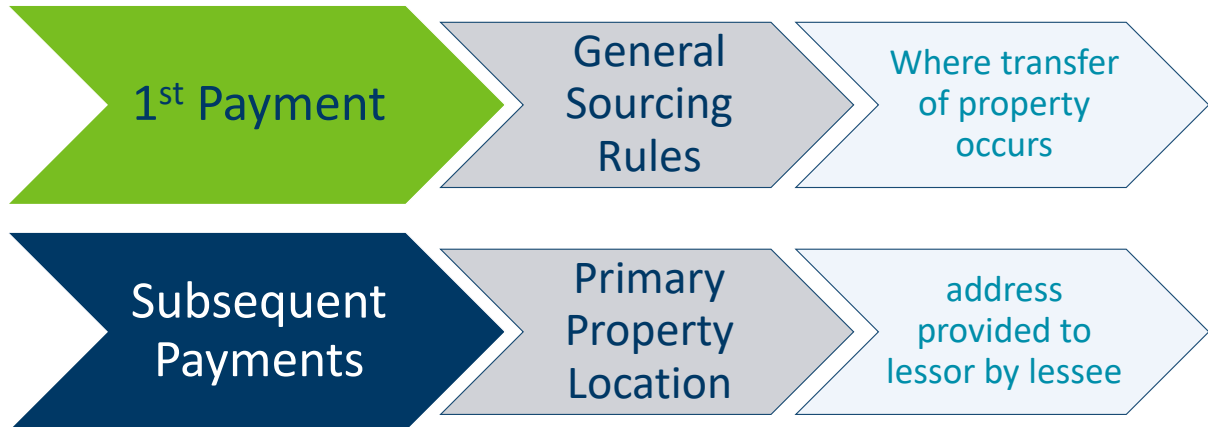 1st Payment
General
Sourcing
Rules
Where transfer
of property
occurs
Subsequent
Payments
Primary
Property
Location
address
provided to
lessor by lessee